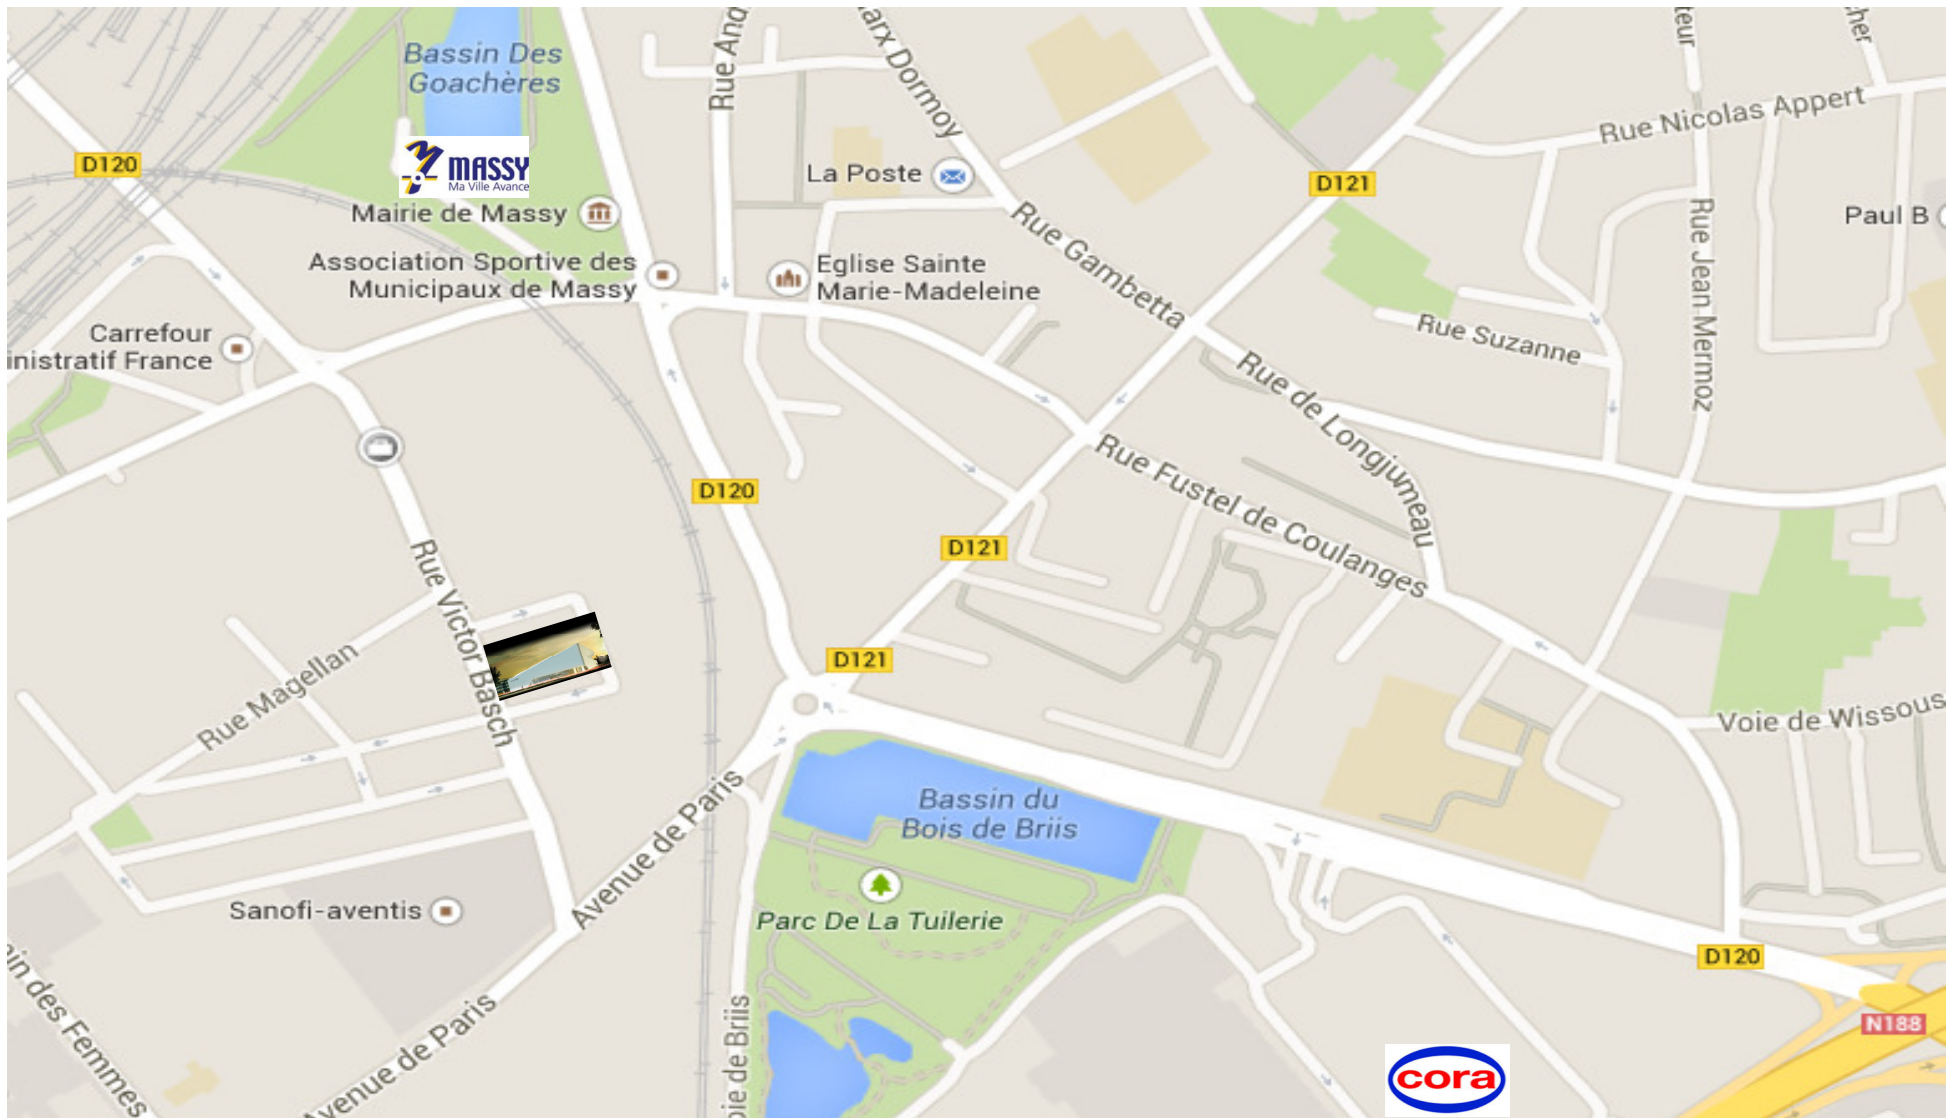 Bassin Des
Goachères
Rue And
arx Dormoy
teur
cher
Rue Nicolas Appert
D120
MASSY
Ma Ville Avance
La Poste
D121
Mairie de Massy
Rue Gambetta
Rue Jean Mermoz
Paul B
Association Sportive des
Municipaux de Massy
Eglise Sainte
Marie-Madeleine
Carrefour
inistratif France
Rue Suzanne
Rue de Longjumeau
D120
Rue Fustel de Coulanges
D121
Rue Victor Basch
Rue Magellan
D121
Voie de Wissous
Bassin du
Bois de Briis
Avenue de Paris
Sanofi-aventis
Parc De La Tuilerie
D120
in des Femmes
Avenue de Paris
oie de Briis
N188
cora